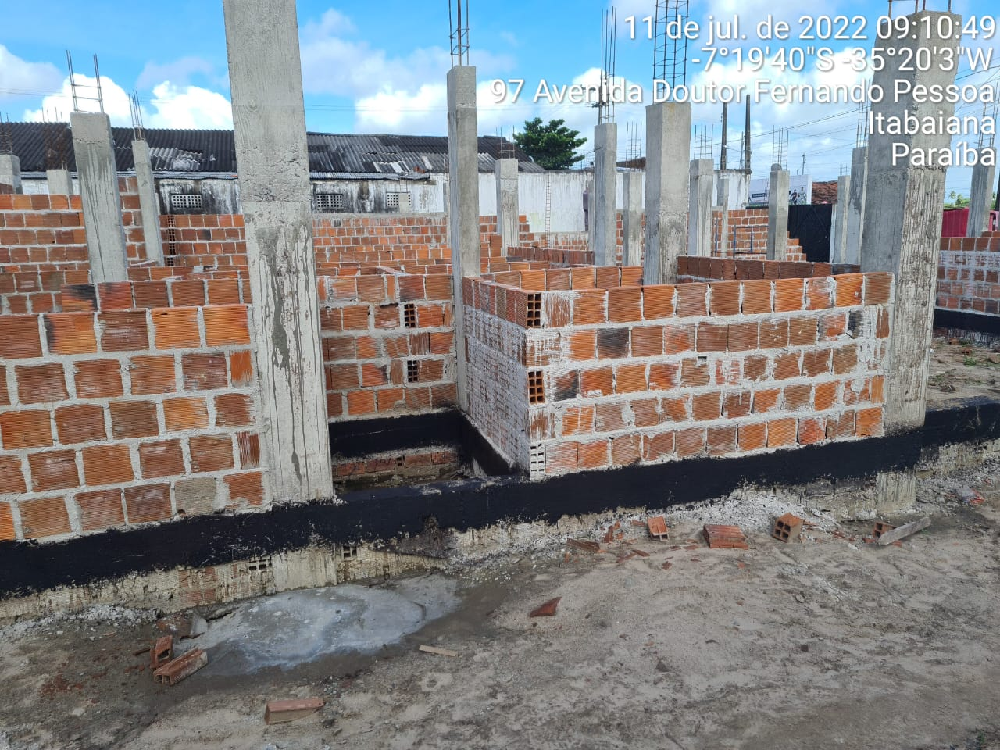 11 de jul. de 2022 09:10:49
-7°19'40"S -35°20'3"W
97 Avenida Doutor Fernando Pessoa
Itabaiana
Paraíba